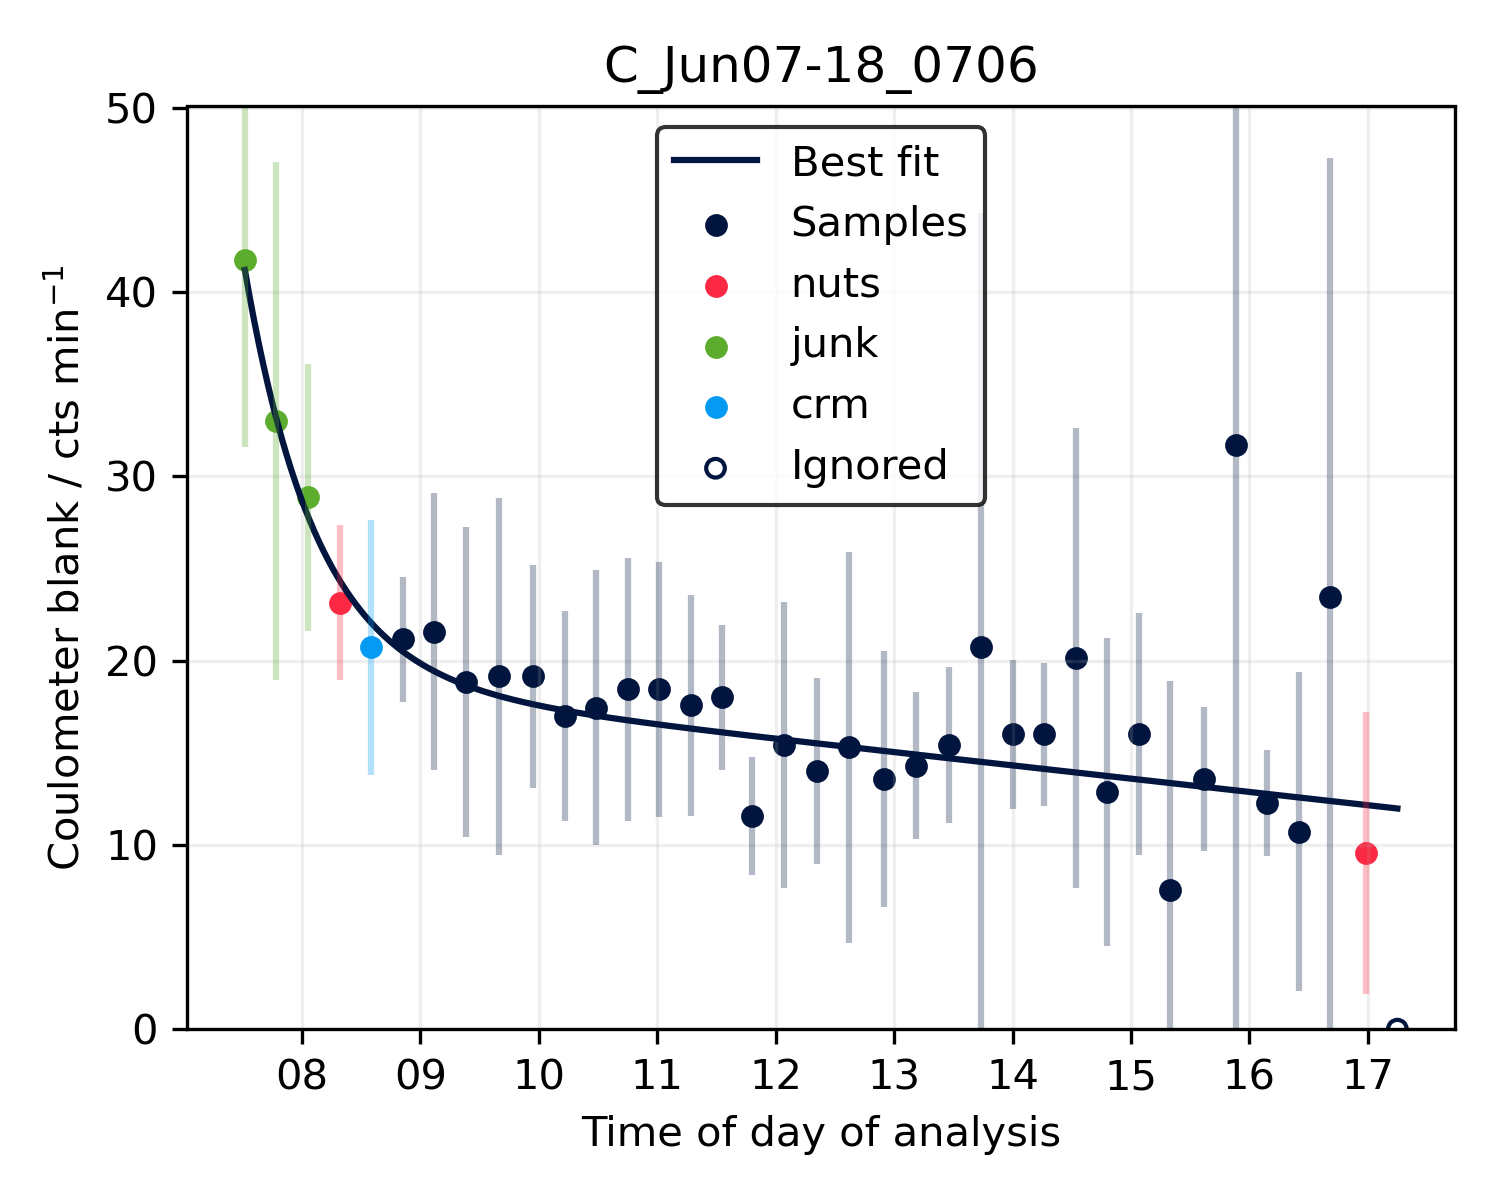 C_Jun07-18_0706
Coulometer blank / cts min⁻¹
50
40
30
20
10
0
Best fit
Samples
nuts
junk
crm
Ignored
08 09 10 11 12 13 14 15 16 17
Time of day of analysis